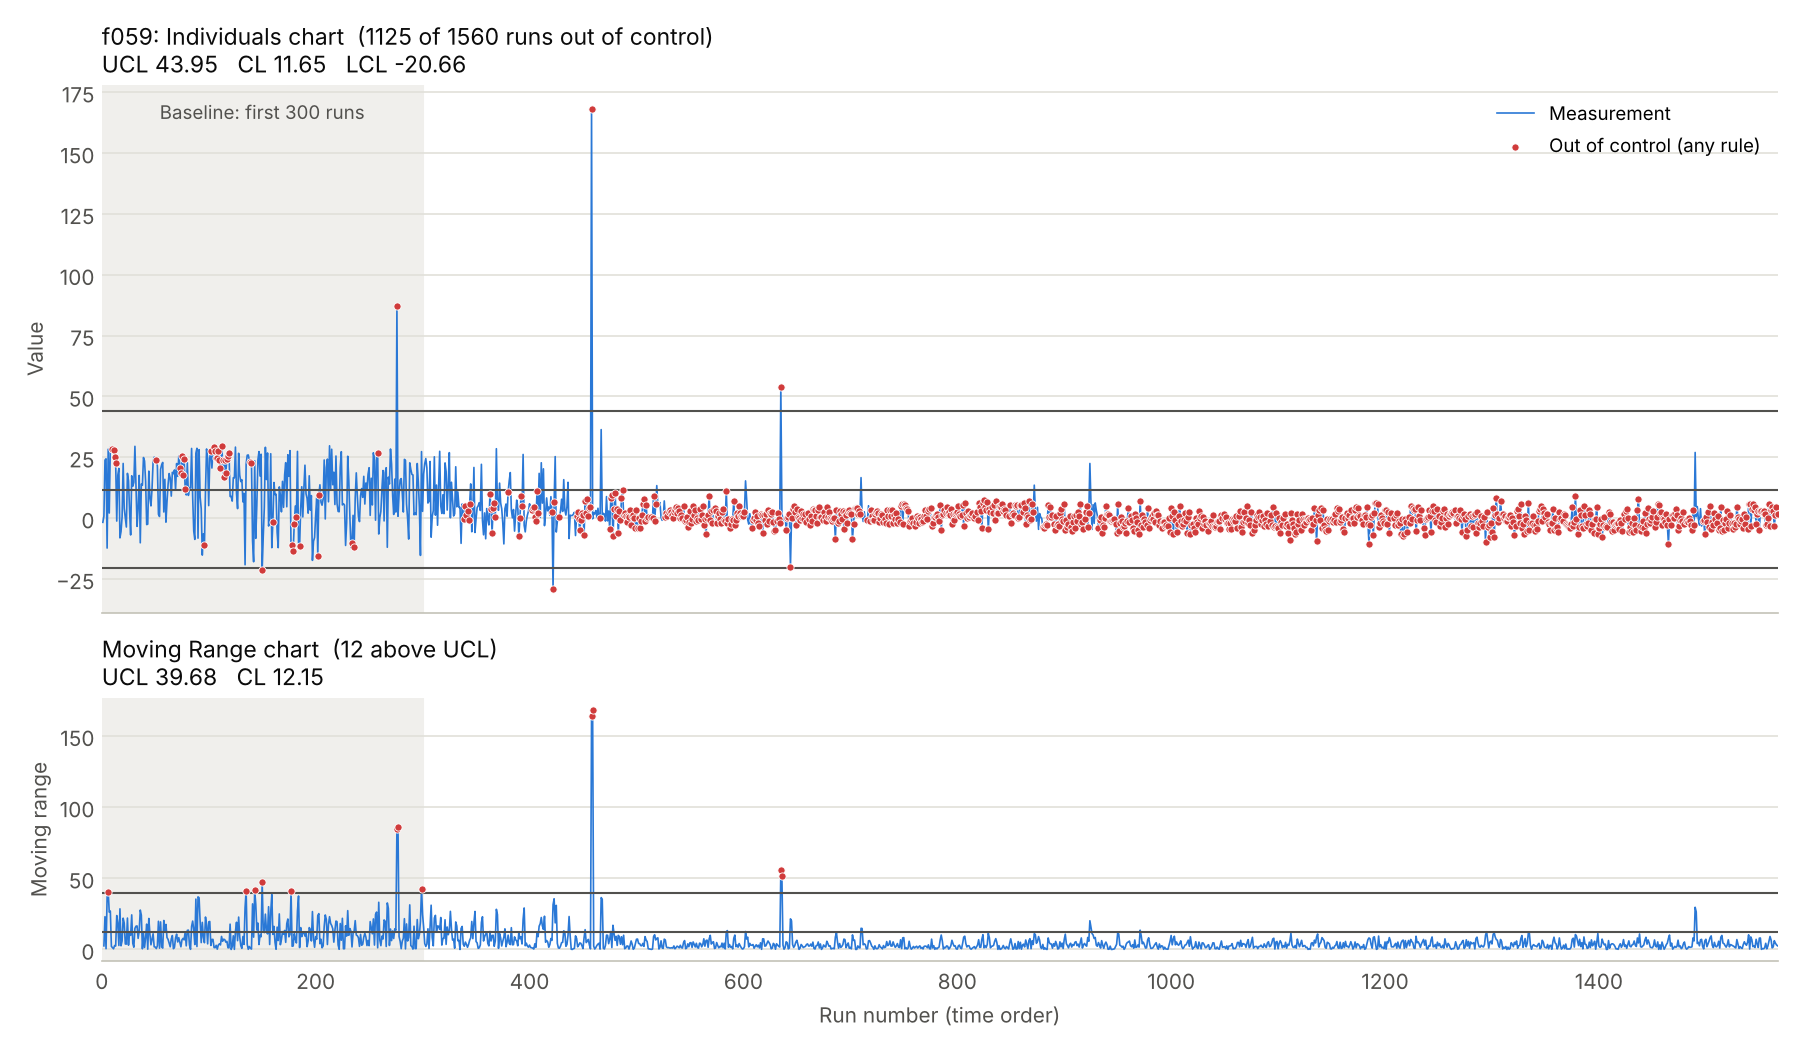 f059: Individuals chart (1125 of 1560 runs out of control)
UCL 43.95 CL 11.65 LCL -20.66
Baseline: first 300 runs
Measurement
Out of control (any rule)
Value
175
150
125
100
75
50
25
0
−25
Moving Range chart (12 above UCL)
UCL 39.68 CL 12.15
Moving range
150
100
50
0
0 200 400 600 800 1000 1200 1400
Run number (time order)